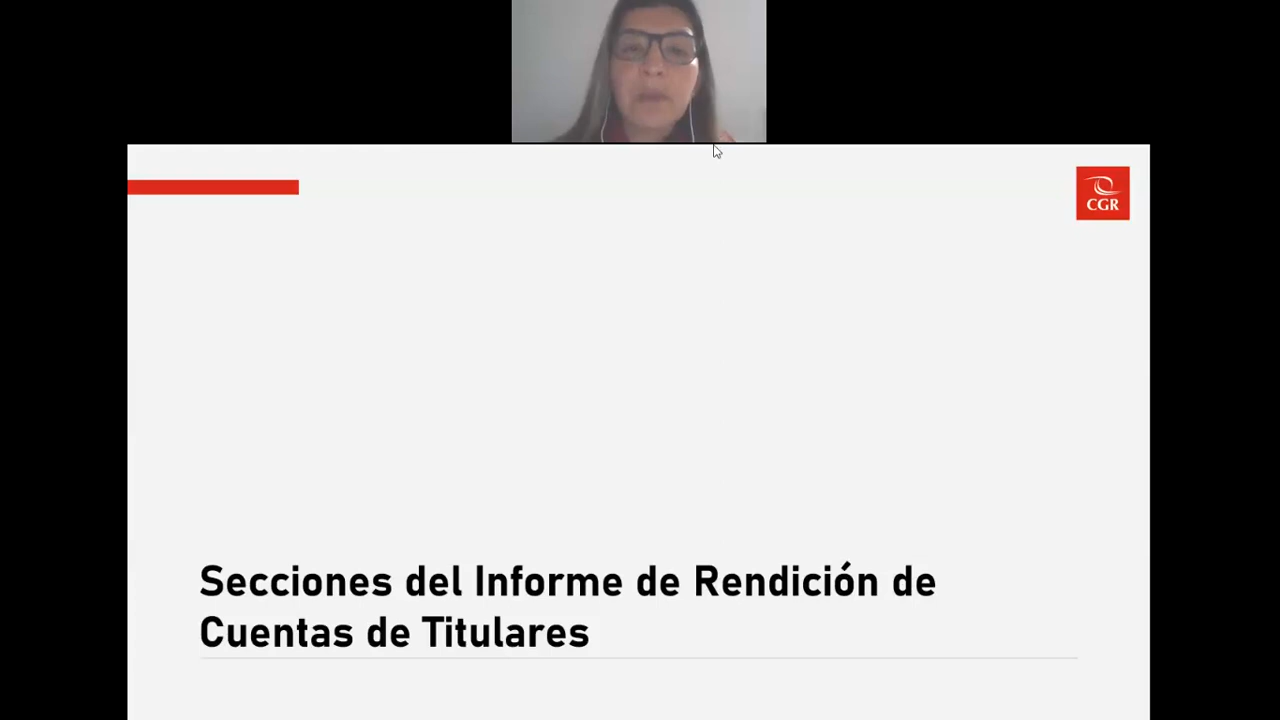 CGR
Secciones del Informe de Rendición de
Cuentas de Titulares